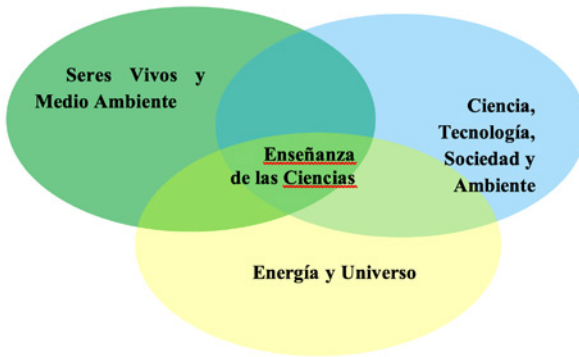 Seres Vivos y
Medio Ambiente
Ciencia,
Tecnología,
Sociedad y
Ambiente
Enseñanza
de las Ciencias
Energía y Universo